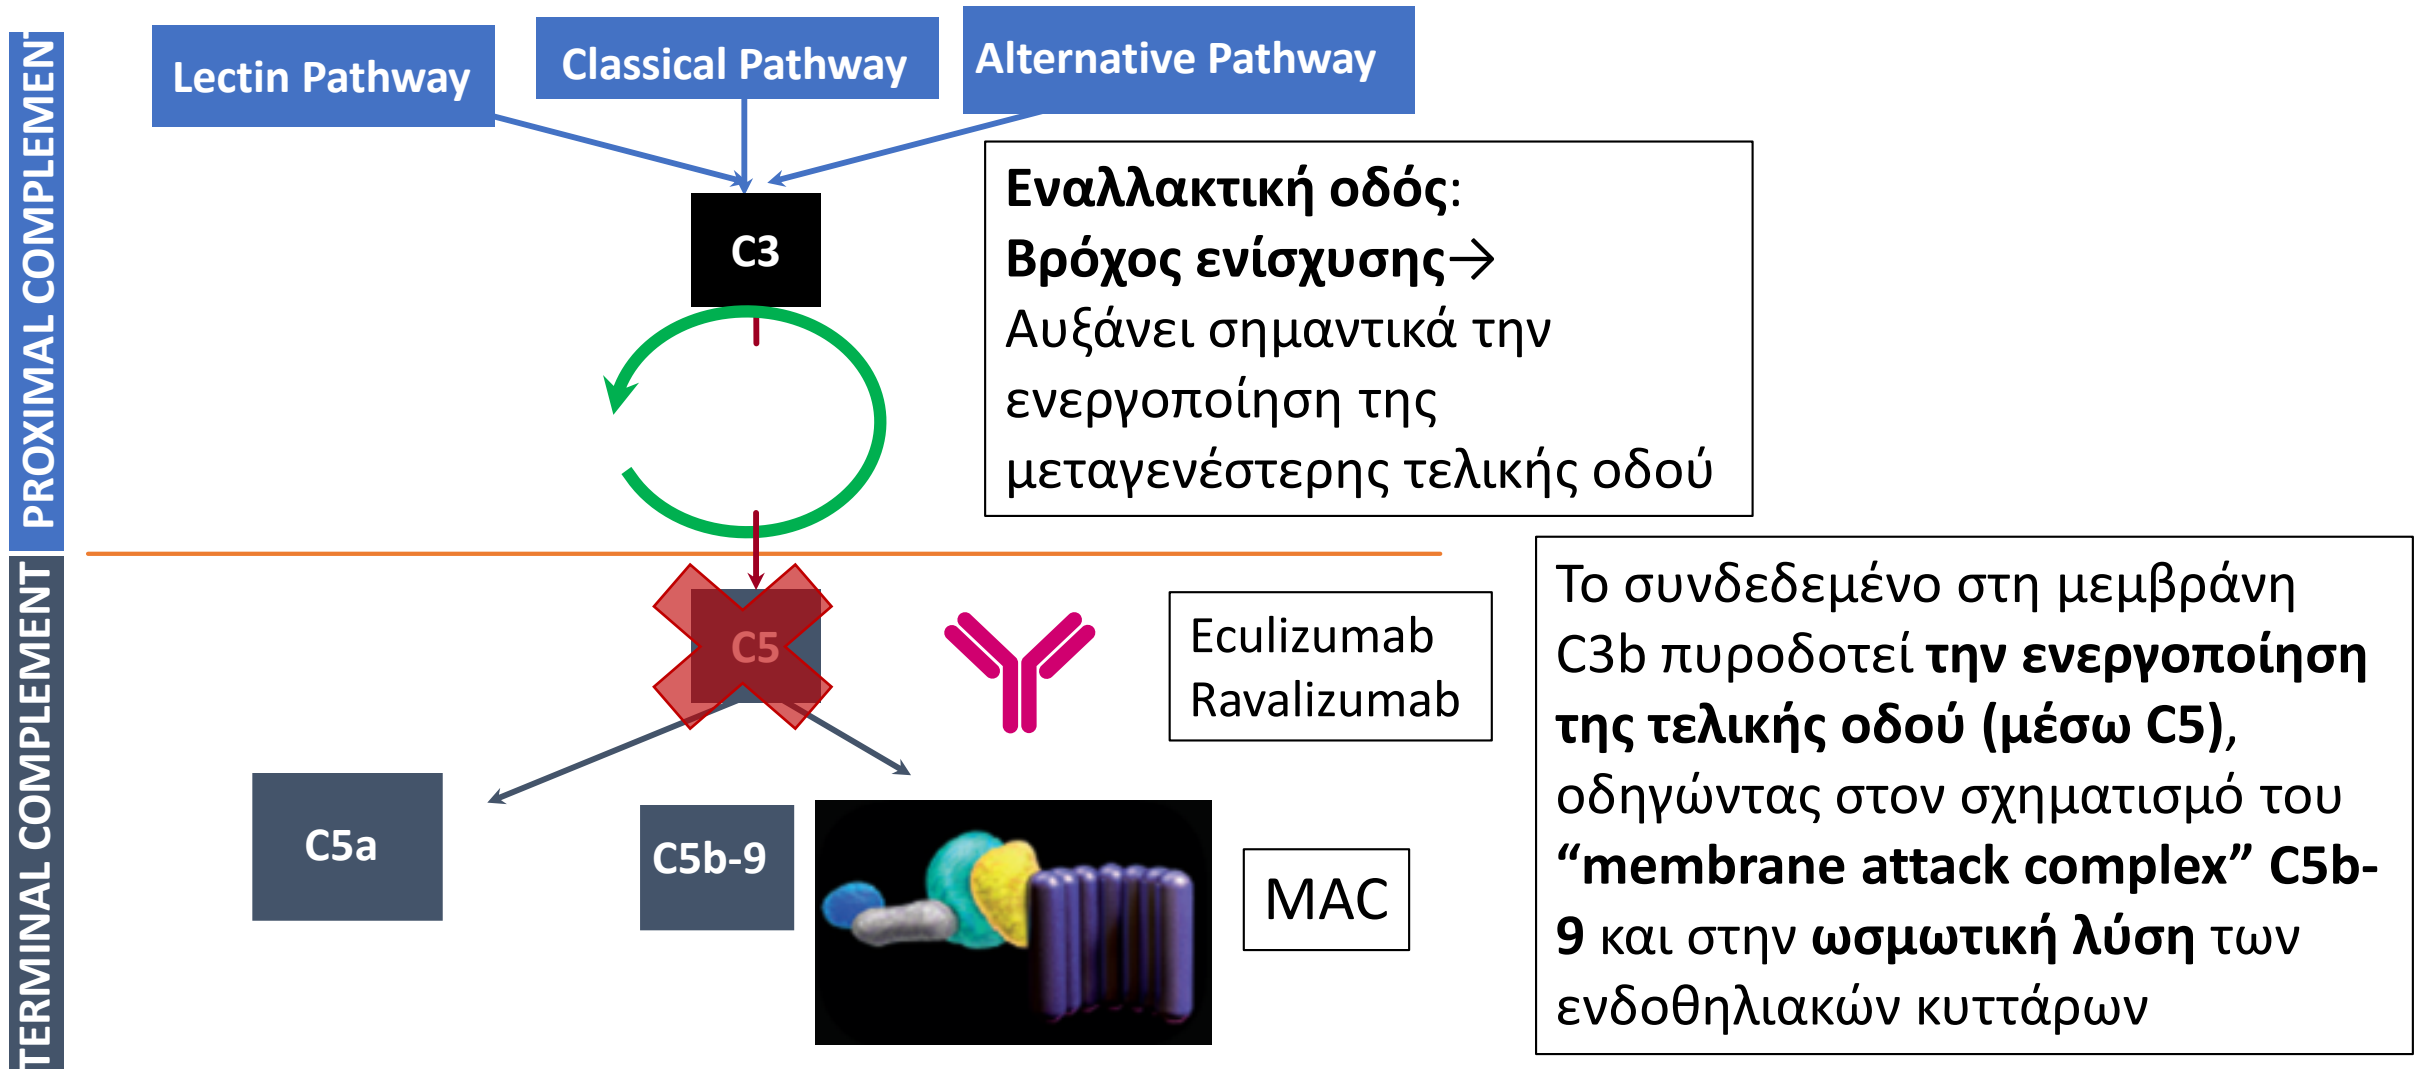 PROXIMAL COMPLEMENT
Lectin Pathway
Classical Pathway
Alternative Pathway
C3
Εναλλακτική οδός:
Βρόχος ενίσχυσης→
Αυξάνει σημαντικά την
ενεργοποίηση της
μεταγενέστερης τελικής οδού
TERMINAL COMPLEMENT
C5
Eculizumab
Ravalizumab
C5a
C5b-9
MAC
Το συνδεδεμένο στη μεμβράνη
C3b πυροδοτεί την ενεργοποίηση
της τελικής οδού (μέσω C5),
οδηγώντας στον σχηματισμό του
“membrane attack complex” C5b-
9 και στην ωσμωτική λύση των
ενδοθηλιακών κυττάρων